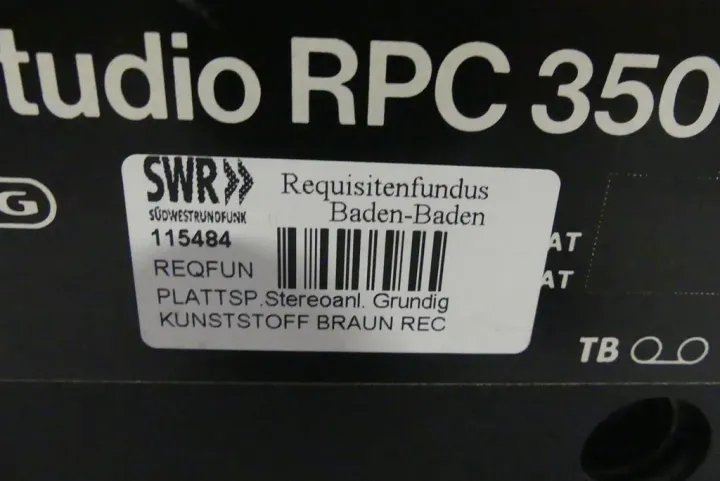 tudio RPC 350
G
SWR
Requisitenfundus
SÜDWESTRUNDFUNK
Baden-Baden
115484
REQFUN
PLATTSP.Stereoanl. Grundig
KUNSTSTOFF BRAUN REC
AT
AT
TB